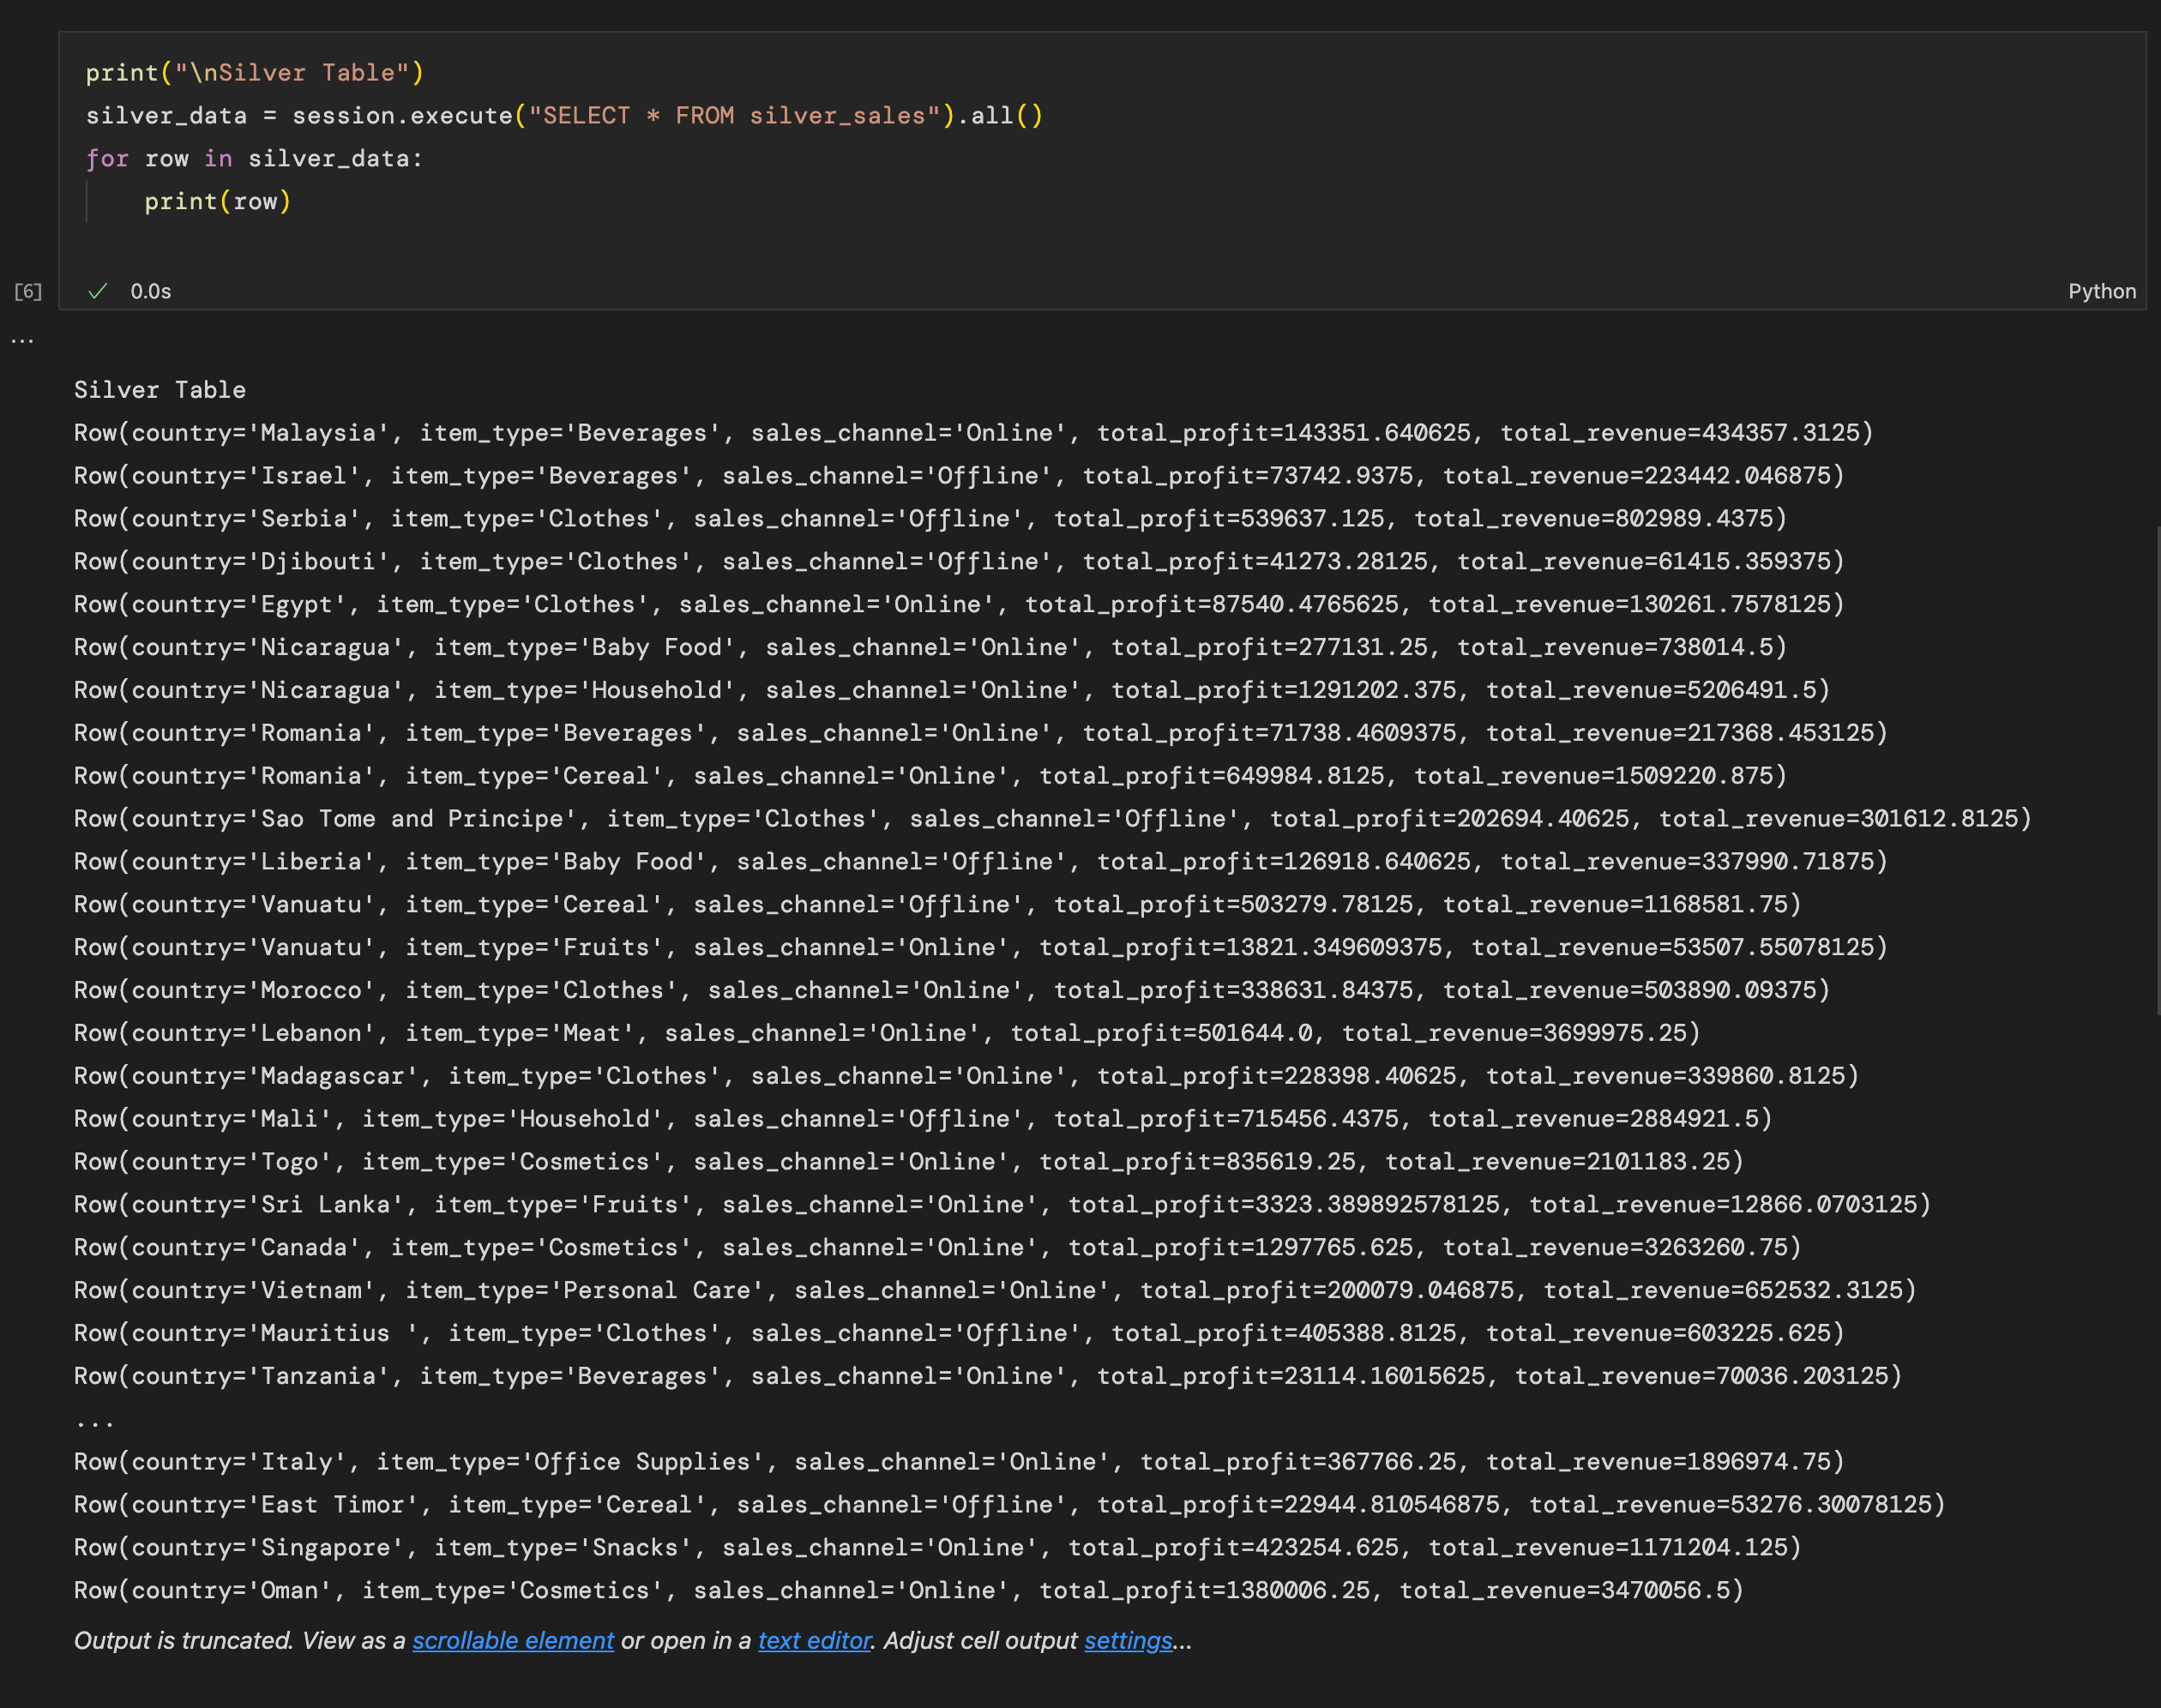 print("\nSilver Table")
silver_data = session.execute("SELECT * FROM silver_sales").all()
for row in silver_data:
    print(row)
[6]
0.0s
Python
...
Silver Table
Row(country='Malaysia', item_type='Beverages', sales_channel='Online', total_profit=143351.640625, total_revenue=434357.3125)
Row(country='Israel', item_type='Beverages', sales_channel='Offline', total_profit=73742.9375, total_revenue=223442.046875)
Row(country='Serbia', item_type='Clothes', sales_channel='Offline', total_profit=539637.125, total_revenue=802989.4375)
Row(country='Djibouti', item_type='Clothes', sales_channel='Offline', total_profit=41273.28125, total_revenue=61415.359375)
Row(country='Egypt', item_type='Clothes', sales_channel='Online', total_profit=87540.4765625, total_revenue=130261.7578125)
Row(country='Nicaragua', item_type='Baby Food', sales_channel='Online', total_profit=277131.25, total_revenue=738014.5)
Row(country='Nicaragua', item_type='Household', sales_channel='Online', total_profit=1291202.375, total_revenue=5206491.5)
Row(country='Romania', item_type='Beverages', sales_channel='Online', total_profit=71738.4609375, total_revenue=217368.453125)
Row(country='Romania', item_type='Cereal', sales_channel='Online', total_profit=649984.8125, total_revenue=1509220.875)
Row(country='Sao Tome and Principe', item_type='Clothes', sales_channel='Offline', total_profit=202694.40625, total_revenue=301612.8125)
Row(country='Liberia', item_type='Baby Food', sales_channel='Offline', total_profit=126918.640625, total_revenue=337990.71875)
Row(country='Vanuatu', item_type='Cereal', sales_channel='Offline', total_profit=503279.78125, total_revenue=1168581.75)
Row(country='Vanuatu', item_type='Fruits', sales_channel='Online', total_profit=13821.349609375, total_revenue=53507.55078125)
Row(country='Morocco', item_type='Clothes', sales_channel='Online', total_profit=338631.84375, total_revenue=503890.09375)
Row(country='Lebanon', item_type='Meat', sales_channel='Online', total_profit=501644.0, total_revenue=3699975.25)
Row(country='Madagascar', item_type='Clothes', sales_channel='Online', total_profit=228398.40625, total_revenue=339860.8125)
Row(country='Mali', item_type='Household', sales_channel='Offline', total_profit=715456.4375, total_revenue=2884921.5)
Row(country='Togo', item_type='Cosmetics', sales_channel='Online', total_profit=835619.25, total_revenue=2101183.25)
Row(country='Sri Lanka', item_type='Fruits', sales_channel='Online', total_profit=3323.389892578125, total_revenue=12866.0703125)
Row(country='Canada', item_type='Cosmetics', sales_channel='Online', total_profit=1297765.625, total_revenue=3263260.75)
Row(country='Vietnam', item_type='Personal Care', sales_channel='Online', total_profit=200079.046875, total_revenue=652532.3125)
Row(country='Mauritius ', item_type='Clothes', sales_channel='Offline', total_profit=405388.8125, total_revenue=603225.625)
Row(country='Tanzania', item_type='Beverages', sales_channel='Online', total_profit=23114.16015625, total_revenue=70036.203125)
...
Row(country='Italy', item_type='Office Supplies', sales_channel='Online', total_profit=367766.25, total_revenue=1896974.75)
Row(country='East Timor', item_type='Cereal', sales_channel='Offline', total_profit=22944.810546875, total_revenue=53276.30078125)
Row(country='Singapore', item_type='Snacks', sales_channel='Online', total_profit=423254.625, total_revenue=1171204.125)
Row(country='Oman', item_type='Cosmetics', sales_channel='Online', total_profit=1380006.25, total_revenue=3470056.5)
Output is truncated. View as a scrollable element or open in a text editor. Adjust cell output settings...